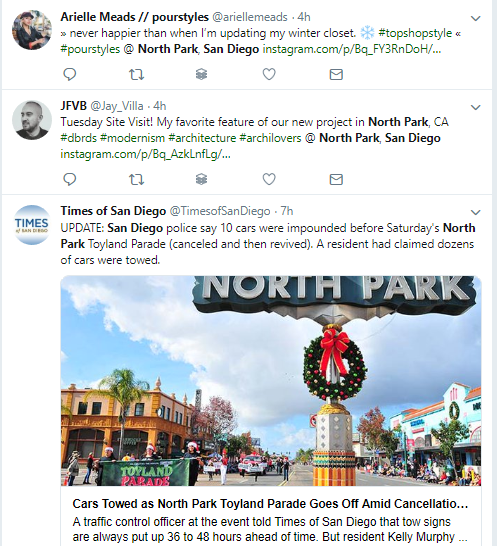 Arielle Meads // pourstyles @ariellemeads · 4h
» never happier than when I'm updating my winter closet. ❄ #topshopstyle «
#pourstyles @ North Park, San Diego instagram.com/p/Bq_FY3RnDoH/...
JFVB @Jay_Villa · 4h
Tuesday Site Visit! My favorite feature of our new project in North Park, CA
#dbrds #modernism #architecture #archilovers @ North Park, San Diego
instagram.com/p/Bq_AzkLnfLg/...
TIMES
OF SAN DIEGO
Times of San Diego @TimesofSanDiego · 7h
UPDATE: San Diego police say 10 cars were impounded before Saturday's North
Park Toyland Parade (canceled and then revived). A resident had claimed dozens
of cars were towed.
NORTH PARK
TOYLAND
PARADE
Cars Towed as North Park Toyland Parade Goes Off Amid Cancellatio...
A traffic control officer at the event told Times of San Diego that tow signs
are always put up 36 to 48 hours ahead of time. But resident Kelly Murphy ...